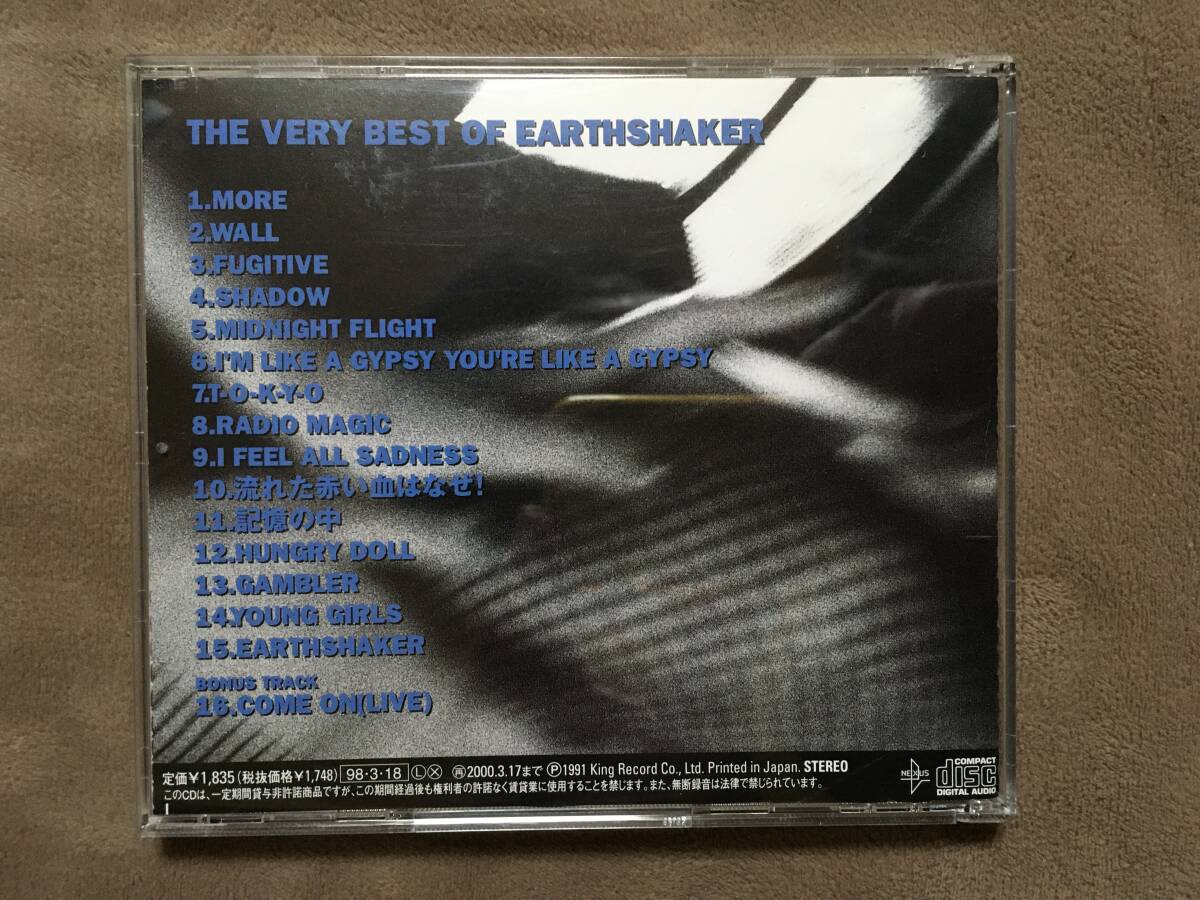 THE VERY BEST OF EARTHSHAKER
1.MORE
2.WALL
3.FUGITIVE
4.SHADOW
5.MIDNIGHT FLIGHT
6.I'M LIKE A GYPSY YOU'RE LIKE A GYPSY
7.T-O-K-Y-O
8.RADIO MAGIC
9.I FEEL ALL SADNESS
10.流れた赤い血はなぜ!
11.記憶の中
12.HUNGRY DOLL
13.GAMBLER
14.YOUNG GIRLS
15.EARTHSHAKER
BONUS TRACK
16.COME ON(LIVE)
定価¥1,835(税抜価格¥1,748) 98・3・18 Ⓛ Ⓧ ㊞2000.3.17まで Ⓟ1991 King Record Co., Ltd. Printed in Japan. STEREO
このCDは、一定期間貸与非許諾商品ですが、この期間経過後も権利者の許諾なく賃貸業に使用することを禁じます。また、無断録音は法律で禁じられています。
NEXUS
COMPACT
disc
DIGITAL AUDIO